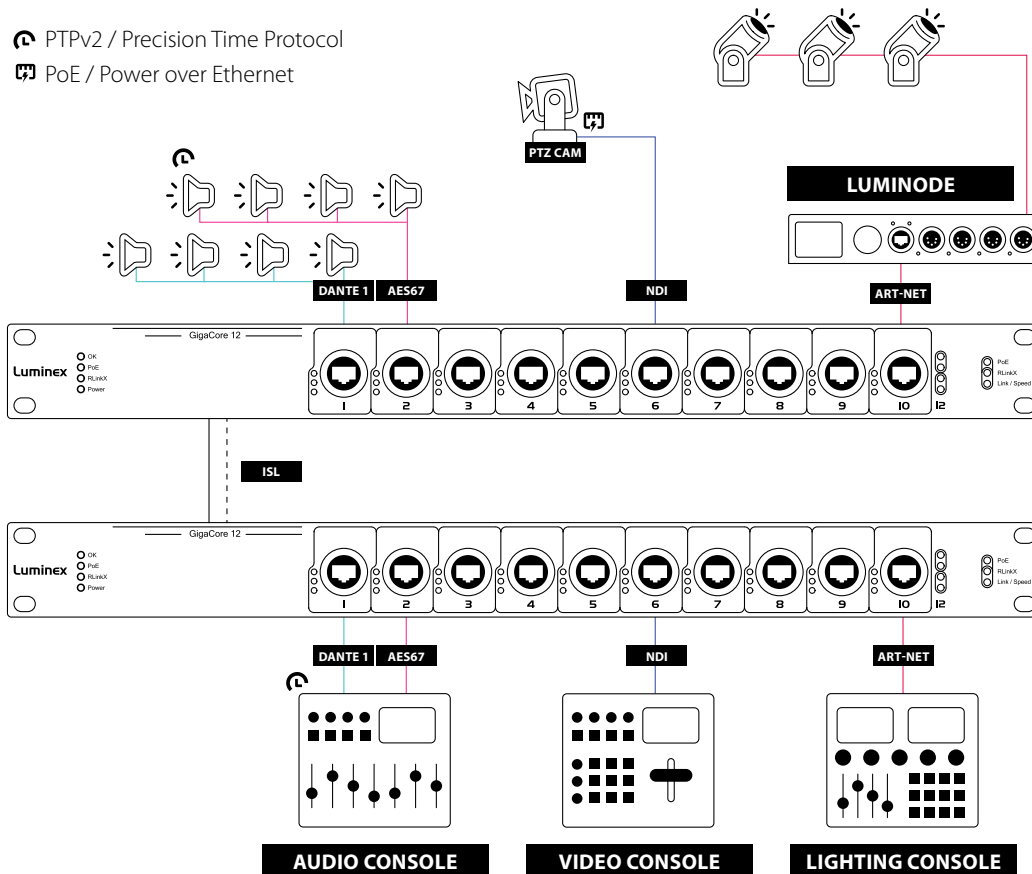 PTPv2 / Precision Time Protocol
PoE / Power over Ethernet
PTZ CAM
LUMINODE
DANTE 1
AES67
NDI
ART-NET
GigaCore 12
Luminex
OK
PoE
RLinkX
Power
1 2 3 4 5 6 7 8 9 10 12
PoE
RLinkX
Link / Speed
ISL
GigaCore 12
Luminex
OK
PoE
RLinkX
Power
1 2 3 4 5 6 7 8 9 10 12
PoE
RLinkX
Link / Speed
DANTE 1
AES67
NDI
ART-NET
AUDIO CONSOLE
VIDEO CONSOLE
LIGHTING CONSOLE